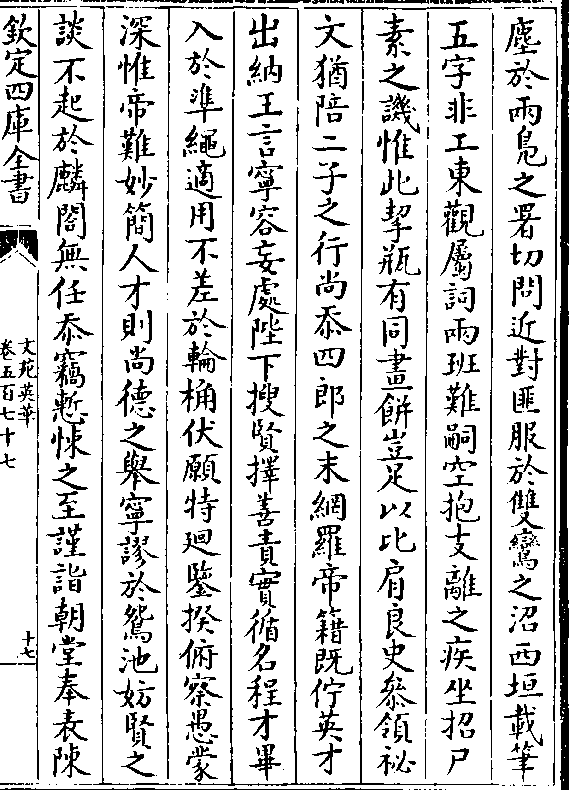 塵於兩鳧之署切問近對匪服於雙鸞之沼西垣載筆
五字非工東觀屬詞兩班難嗣空抱支離之疾坐招尸
素之譏惟此挈瓶有同畫餅豈足以比肩良史叅領祕
文猶陪二子之行尚忝四郎之末網羅帝籍既佇英才
出納王言寧容妄處陛下搜賢擇善責實循名程才畢
入於準繩適用不差於輪桷伏願特迴鑒揆俯察愚蒙
深惟帝難妙簡人才則尚德之舉寧謬於鴛池妨賢之
談不起於麟閣無任忝竊慙悚之至謹詣朝堂奉表陳
欽定四庫全書
文苑英華
卷五百七十七
十七